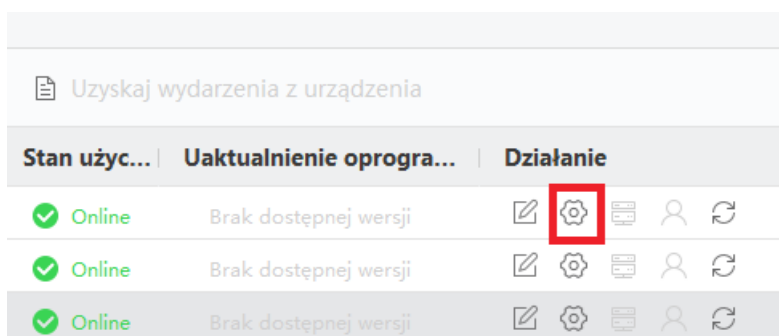 Uzyskaj wydarzenia z urządzenia
Stan użyc... Uaktualnienie oprogra... Działanie
Online Brak dostępnej wersji
Online Brak dostępnej wersji
Online Brak dostępnej wersji